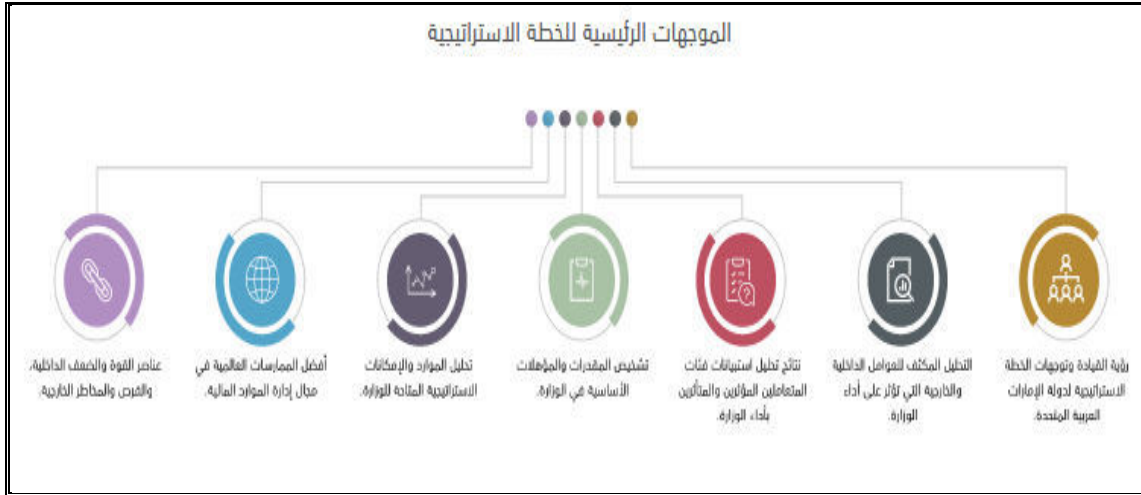 الموجهات الرئيسية للخطة الاستراتيجية
رؤية القيادة وتوجهات الخطة
الاستراتيجية لدولة الإمارات
العربية المتحدة.
التحليل المكثف للعوامل الداخلية
والخارجية التي تؤثر على أداء
الوزارة.
نتائج تحليل استبيانات فئات
المتعاملين المؤثرين والمتأثرين
بأداء الوزارة.
تشخيص المقدرات والمؤهلات
الأساسية في الوزارة.
تحليل الموارد والإمكانات
الاستراتيجية المتاحة للوزارة.
أفضل الممارسات العالمية في
مجال إدارة الموارد المالية.
عناصر القوة والضعف الداخلية،
والفرص والمخاطر الخارجية.